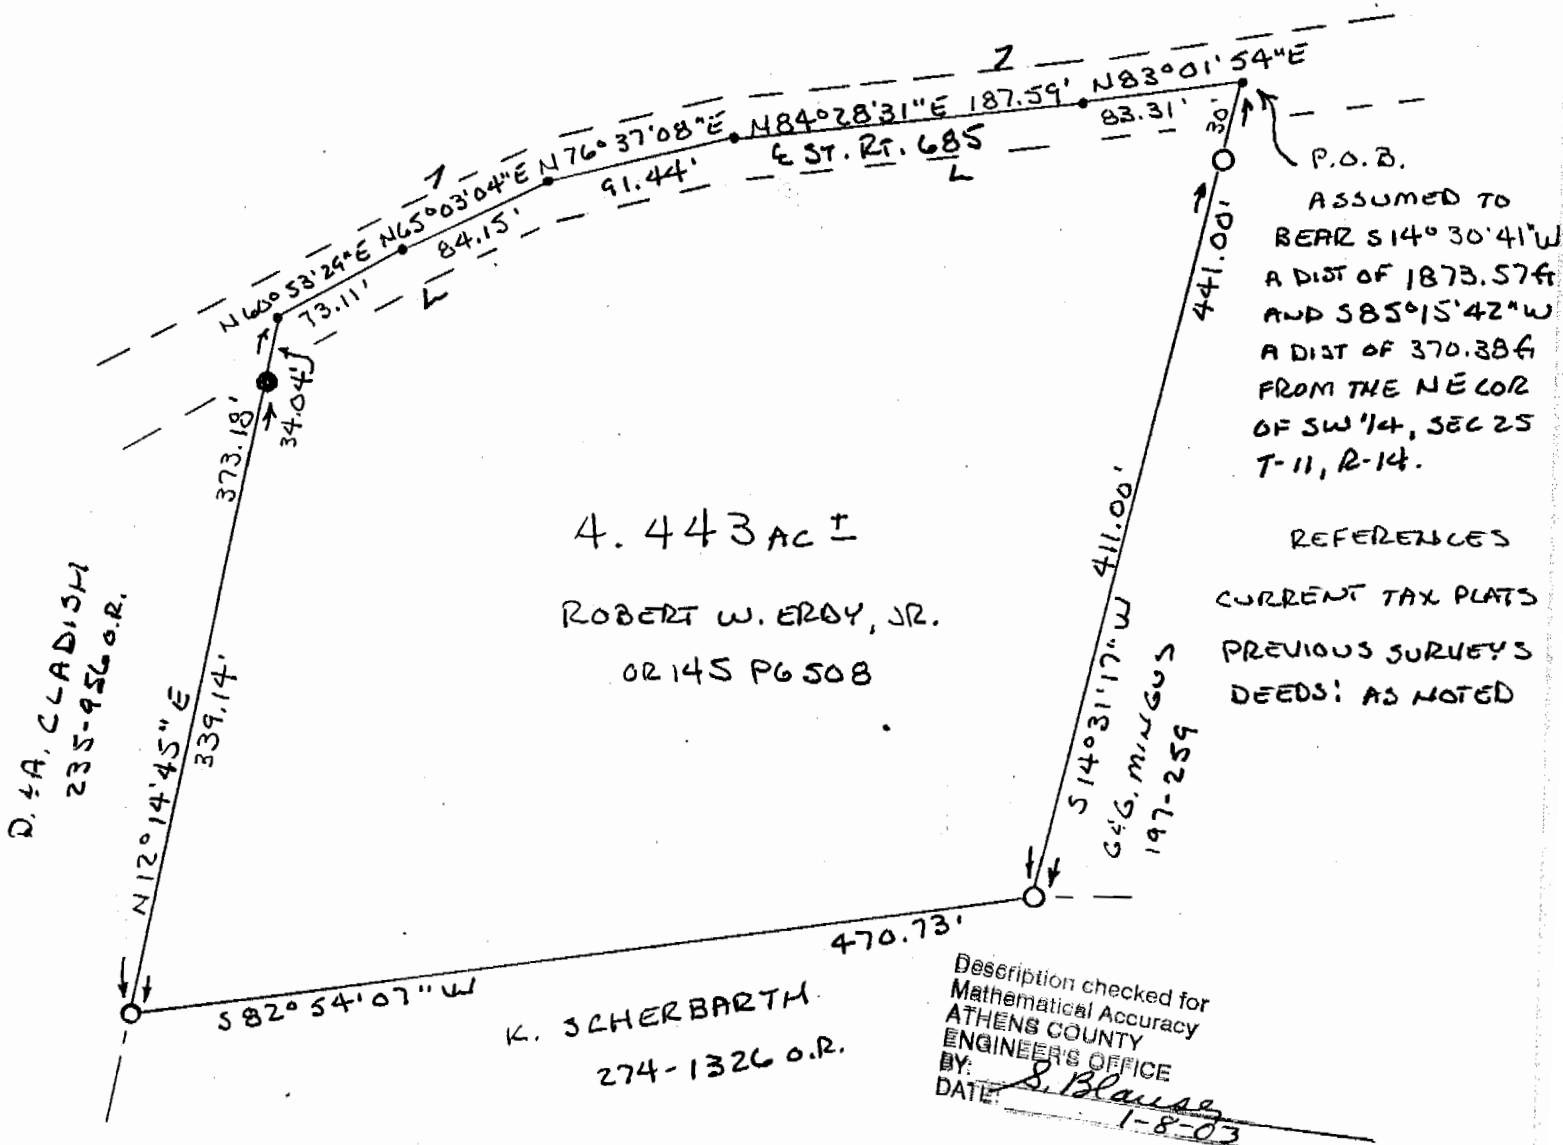 N60°53'29"E
73.11'
N65°03'04"E
84.15'
N76°37'08"E
91.44'
N84°28'31"E 187.59'
℄ ST. RT. 685
N83°01'54"E
83.31'
30'
P.O.B.
ASSUMED TO
BEAR S14°30'41"W
A DIST OF 1873.57ft
AND S85°15'42"W
A DIST OF 370.38ft
FROM THE NE COR
OF SW 1/4, SEC 25
T-11, R-14.
REFERENCES
CURRENT TAX PLATS
PREVIOUS SURVEYS
DEEDS: AS NOTED
441.00'
411.00'
S14°31'17"W
G&G. MINGUS
197-259
34.04'
373.18'
339.14'
N12°14'45"E
D. & A. CLADISH
235-956 O.R.
4.443 AC ±
ROBERT W. ERDY, JR.
OR 145 PG 508
470.73'
S82°54'07"W
K. SCHERBARTH
274-1326 O.R.
Description checked for
Mathematical Accuracy
ATHENS COUNTY
ENGINEER'S OFFICE
BY: S. Blauser
DATE: 1-8-03